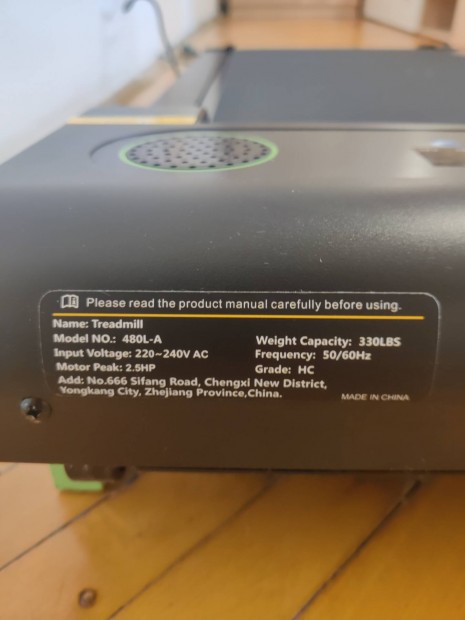 Please read the product manual carefully before using.
Name: Treadmill
Model NO.: 480L-A
Weight Capacity: 330LBS
Input Voltage: 220~240V AC
Frequency: 50/60Hz
Motor Peak: 2.5HP
Grade: HC
Add: No.666 Sifang Road, Chengxi New District,
Yongkang City, Zhejiang Province,China.
MADE IN CHINA